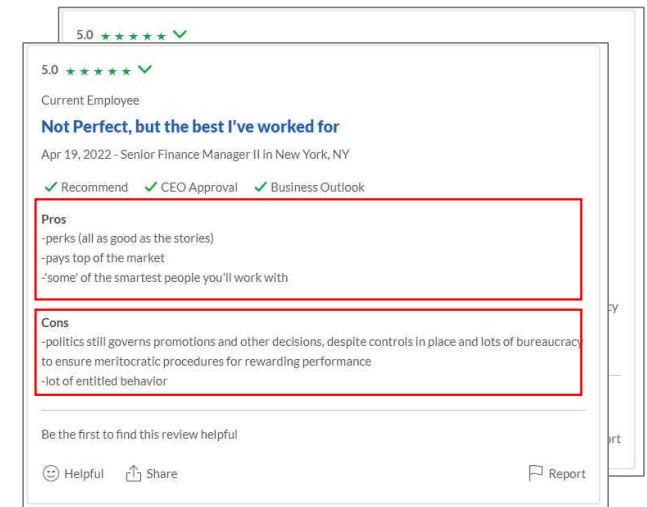 5.0
5.0
Current Employee
Not Perfect, but the best I've worked for
Apr 19, 2022 - Senior Finance Manager II in New York, NY
Recommend CEO Approval Business Outlook
Pros
-perks (all as good as the stories)
-pays top of the market
-'some' of the smartest people you'll work with
Cons
-politics still governs promotions and other decisions, despite controls in place and lots of bureaucracy
to ensure meritocratic procedures for rewarding performance
-lot of entitled behavior
Be the first to find this review helpful
Helpful Share Report